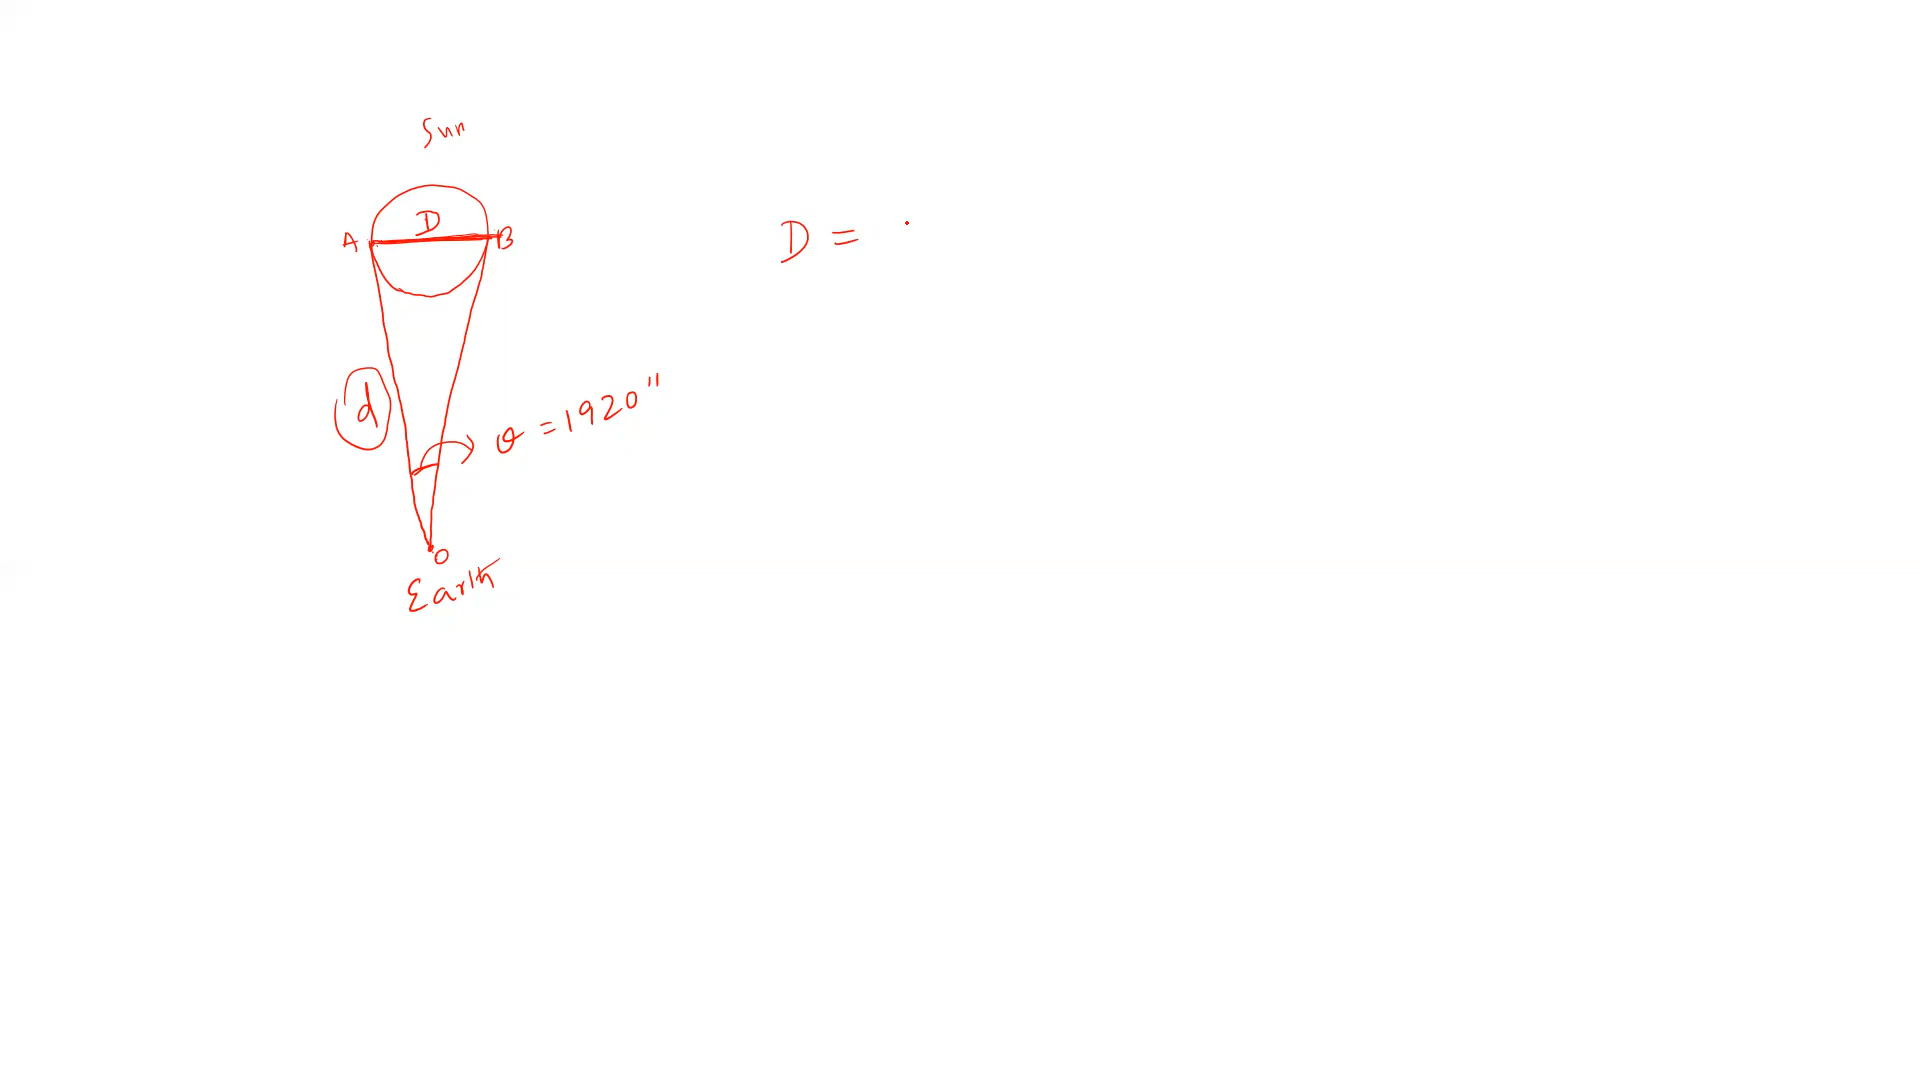 Sun
D
A B
D =
d
θ = 1920"
O
Earth